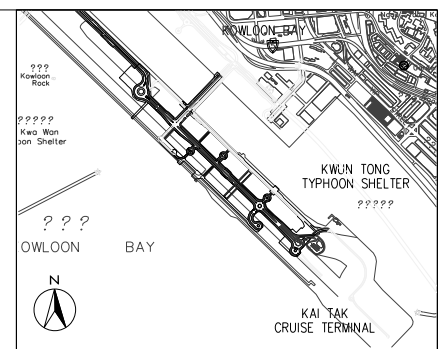 KOWLOON BAY
???
Kowloon
Rock
?????
Kwa Wan
oon Shelter
KWUN TONG
TYPHOON SHELTER
?????
???
OWLOON BAY
N
KAI TAK
CRUISE TERMINAL